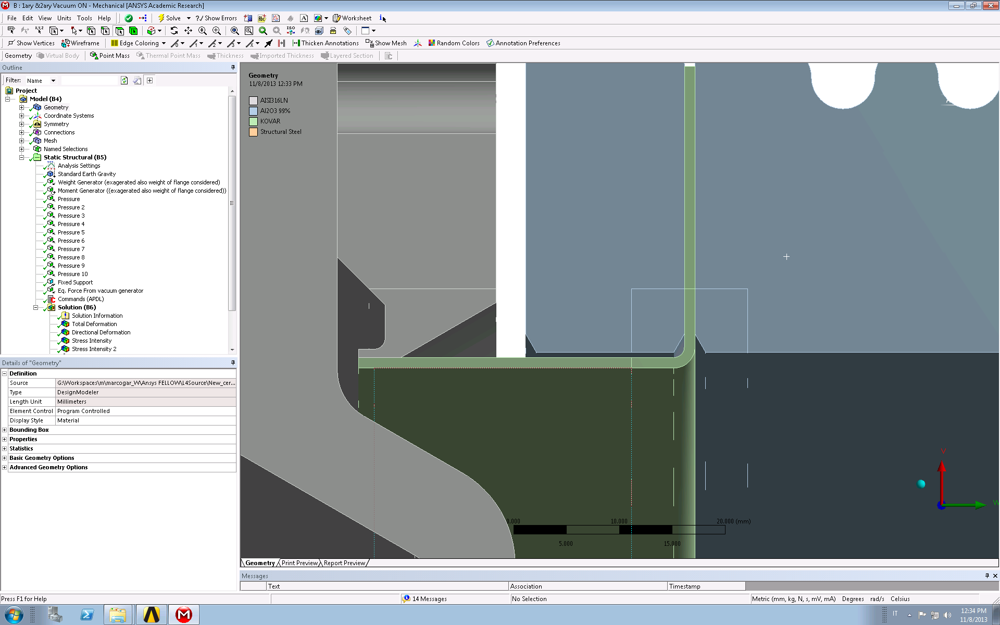 B : 1ary &2ary Vacuum ON - Mechanical [ANSYS Academic Research]
File Edit View Units Tools Help Solve ?/ Show Errors Worksheet
Show Vertices Wireframe Edge Coloring Thicken Annotations Show Mesh Random Colors Annotation Preferences
Geometry Virtual Body Point Mass Thermal Point Mass Thickness Imported Thickness Layered Section
Outline
Filter: Name
Project
Model (B4)
Geometry
Coordinate Systems
Symmetry
Connections
Mesh
Named Selections
Static Structural (B5)
Analysis Settings
Standard Earth Gravity
Weight Generator (exagerated also weight of flange considered)
Moment Generator ((exagerated also weight of flange considered))
Pressure
Pressure 2
Pressure 3
Pressure 4
Pressure 5
Pressure 6
Pressure 7
Pressure 8
Pressure 9
Pressure 10
Fixed Support
Eq. Force From vacuum generator
Commands (APDL)
Solution (B6)
Solution Information
Total Deformation
Directional Deformation
Stress Intensity
Stress Intensity 2
Details of "Geometry"
Definition
Source G:\Workspaces\m\marcogar_W\Ansys FELLOW\L4Source\New_cer...
Type DesignModeler
Length Unit Millimeters
Element Control Program Controlled
Display Style Material
Bounding Box
Properties
Statistics
Basic Geometry Options
Advanced Geometry Options
Geometry
11/8/2013 12:33 PM
AISI316LN
Al2O3 99%
KOVAR
Structural Steel
0.000 10.000 20.000 (mm)
5.000 15.000
Geometry Print Preview Report Preview
Messages
Text Association Timestamp
Press F1 for Help 14 Messages No Selection Metric (mm, kg, N, s, mV, mA) Degrees rad/s Celsius
IT
12:34 PM
11/8/2013